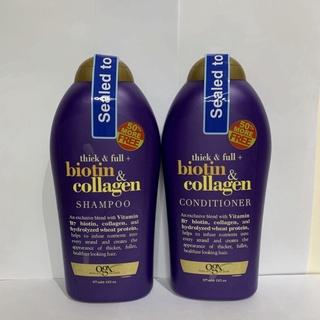 Sealed to
50%
MORE
FREE
thick & full +
biotin &
collagen
SHAMPOO
An exclusive blend with Vitamin
B7 biotin, collagen, and
hydrolyzed wheat protein,
helps to infuse nutrients into
every strand and creates the
appearance of thicker, fuller,
healthier looking hair.
ogx
Sealed to
50%
MORE
FREE
thick & full +
biotin &
collagen
CONDITIONER
An exclusive blend with Vitamin
B7 biotin, collagen, and
hydrolyzed wheat protein,
helps to infuse nutrients into
every strand and creates the
appearance of thicker, fuller,
healthier looking hair.
ogx